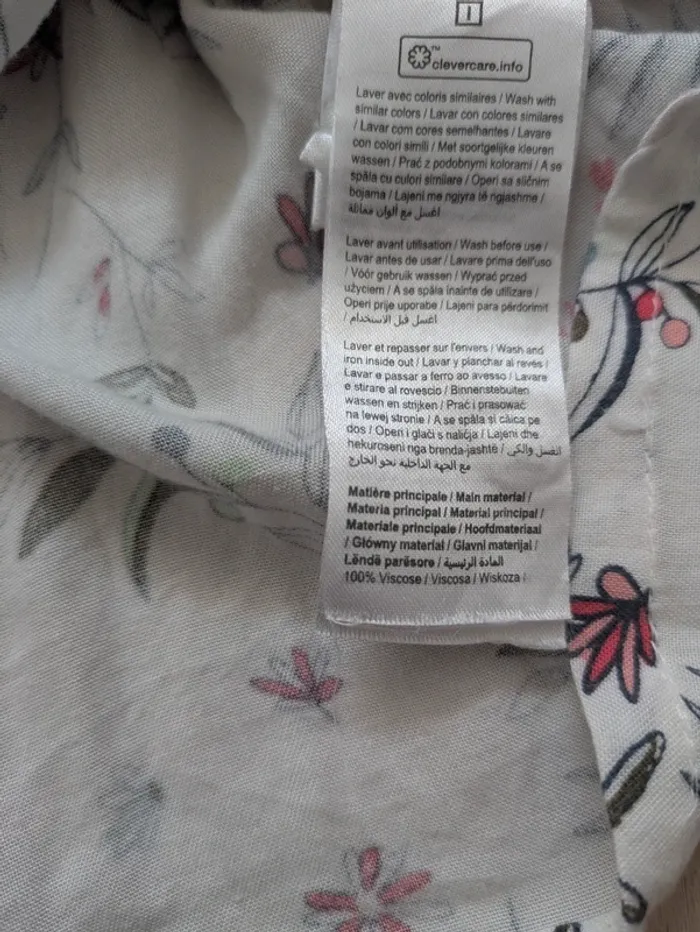 clevercare.info
Laver avec coloris similaires / Wash with
similar colors / Lavar con colores similares
/ Lavar com cores semelhantes / Lavare
con colori simili / Met soortgelijke kleuren
wassen / Prać z podobnymi kolorami / A se
spăla cu culori similare / Operi sa sličnim
bojama / Lajeni me ngjyra të ngjashme /
اغسل مع ألوان مماثلة
Laver avant utilisation / Wash before use /
Lavar antes de usar / Lavare prima dell'uso
/ Vóór gebruik wassen / Wyprać przed
użyciem / A se spăla înainte de utilizare /
Operi prije uporabe / Lajeni para përdorimit
/ اغسل قبل الاستخدام
Laver et repasser sur l'envers / Wash and
iron inside out / Lavar y planchar al revés /
Lavar e passar a ferro ao avesso / Lavare
e stirare al rovescio / Binnenstebuiten
wassen en strijken / Prać i prasować
na lewej stronie / A se spăla și călca pe
dos / Operi i glači s naličja / Lajeni dhe
hekuroseni nga brenda-jashtë / اغسل والكي
مع الجهة الداخلية نحو الخارج
Matière principale / Main material /
Materia principal / Material principal /
Materiale principale / Hoofdmateriaal
/ Główny materiał / Glavni materijal /
Lëndë parësore / المادة الرئيسية
100% Viscose / Viscosa / Wiskoza /